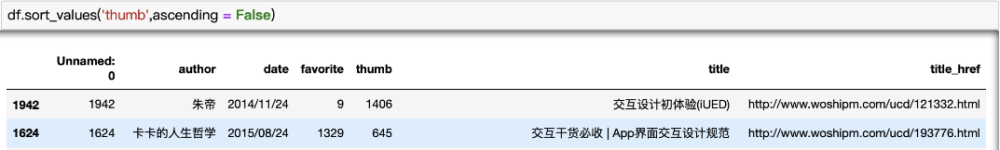 df.sort_values('thumb',ascending = False)
Unnamed: 0 author date favorite thumb title title_href
1942 1942 朱帝 2014/11/24 9 1406 交互设计初体验(iUED) http://www.woshipm.com/ucd/121332.html
1624 1624 卡卡的人生哲学 2015/08/24 1329 645 交互干货必收 | App界面交互设计规范 http://www.woshipm.com/ucd/193776.html